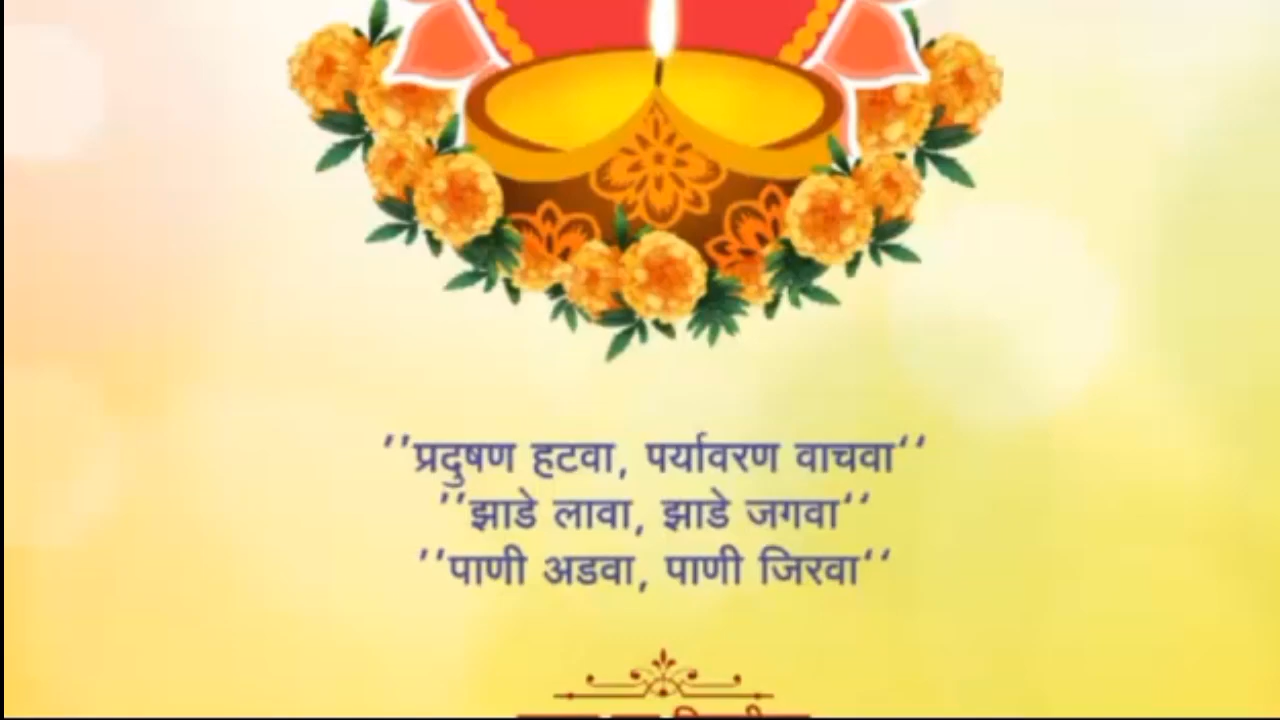 ’’प्रदुषण हटवा, पर्यावरण वाचवा‘‘
’’झाडे लावा, झाडे जगवा‘‘
’’पाणी अडवा, पाणी जिरवा‘‘